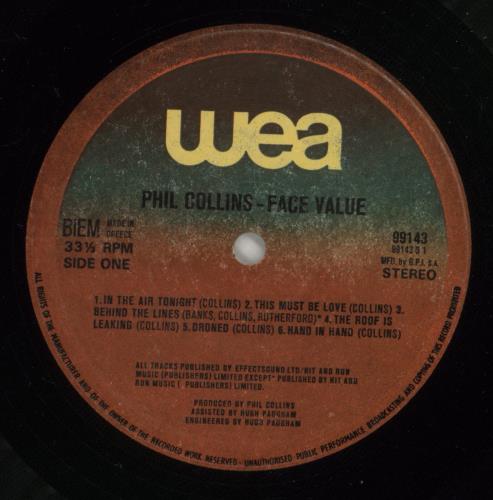 wea
PHIL COLLINS - FACE VALUE
BIEM MADE IN GREECE
33⅓ RPM
SIDE ONE
99143
99143 S 1
MFD. by G.P.I. s.a.
STEREO
1. IN THE AIR TONIGHT (COLLINS) 2. THIS MUST BE LOVE (COLLINS) 3.
BEHIND THE LINES (BANKS, COLLINS, RUTHERFORD)* 4. THE ROOF IS
LEAKING (COLLINS) 5. DRONED (COLLINS) 6. HAND IN HAND (COLLINS)
ALL TRACKS PUBLISHED BY EFFECTSOUND LTD/HIT AND RUN
MUSIC (PUBLISHERS) LIMITED EXCEPT* PUBLISHED BY HIT AND
RUN MUSIC ( PUBLISHERS) LIMITED.
PRODUCED BY PHIL COLLINS
ASSISTED BY HUGH PADGHAM
ENGINEERED BY HUGH PADGHAM
ALL RIGHTS OF THE MANUFACTURER AND OF THE OWNER OF THE RECORDED WORK RESERVED - UNAUTHORISED PUBLIC PERFORMANCE BROADCASTING AND COPYING OF THIS RECORD PROHIBITED